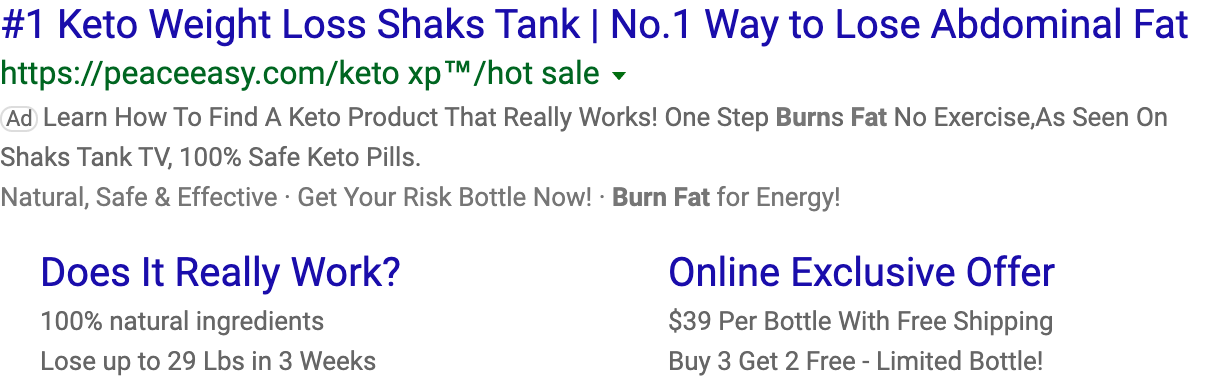 #1 Keto Weight Loss Shaks Tank | No.1 Way to Lose Abdominal Fat
https://peaceeasy.com/keto xp™/hot sale
Ad Learn How To Find A Keto Product That Really Works! One Step Burns Fat No Exercise,As Seen On
Shaks Tank TV, 100% Safe Keto Pills.
Natural, Safe & Effective · Get Your Risk Bottle Now! · Burn Fat for Energy!
Does It Really Work?
100% natural ingredients
Lose up to 29 Lbs in 3 Weeks
Online Exclusive Offer
$39 Per Bottle With Free Shipping
Buy 3 Get 2 Free - Limited Bottle!